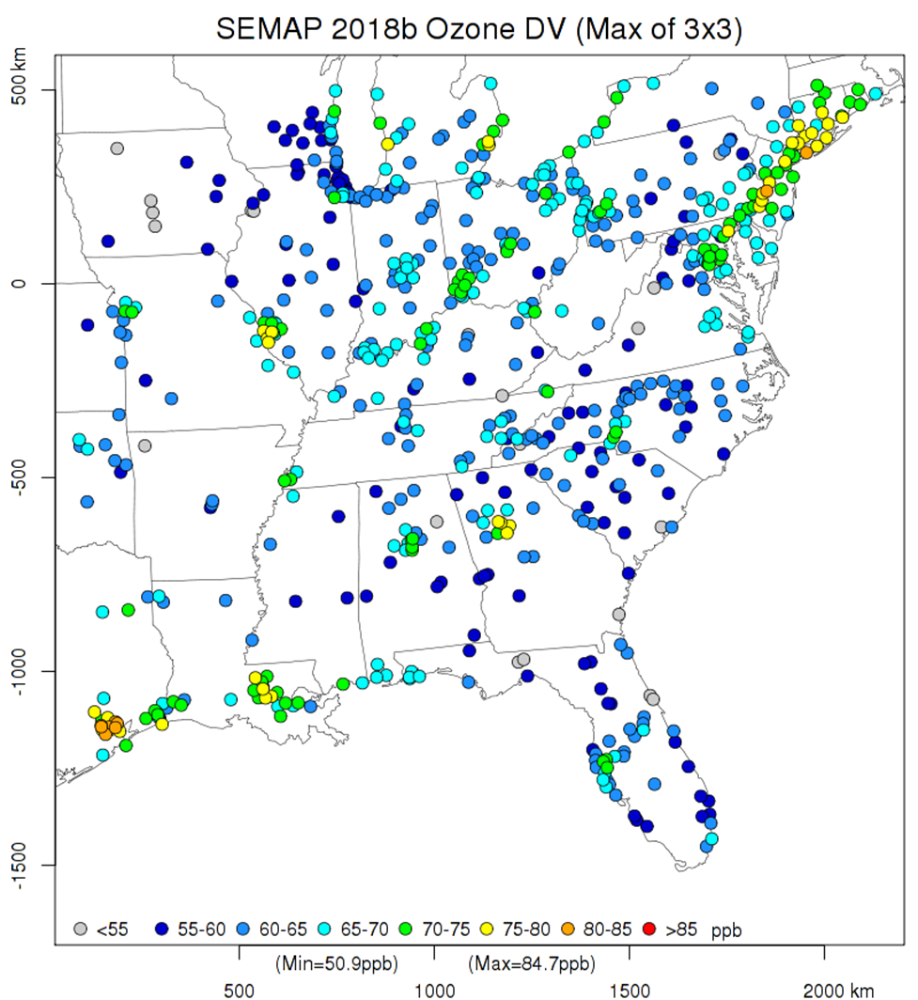 SEMAP 2018b Ozone DV (Max of 3x3)
500 km
0
-500
-1000
-1500
<55 55-60 60-65 65-70 70-75 75-80 80-85 >85 ppb
(Min=50.9ppb) (Max=84.7ppb)
500 1000 1500 2000 km